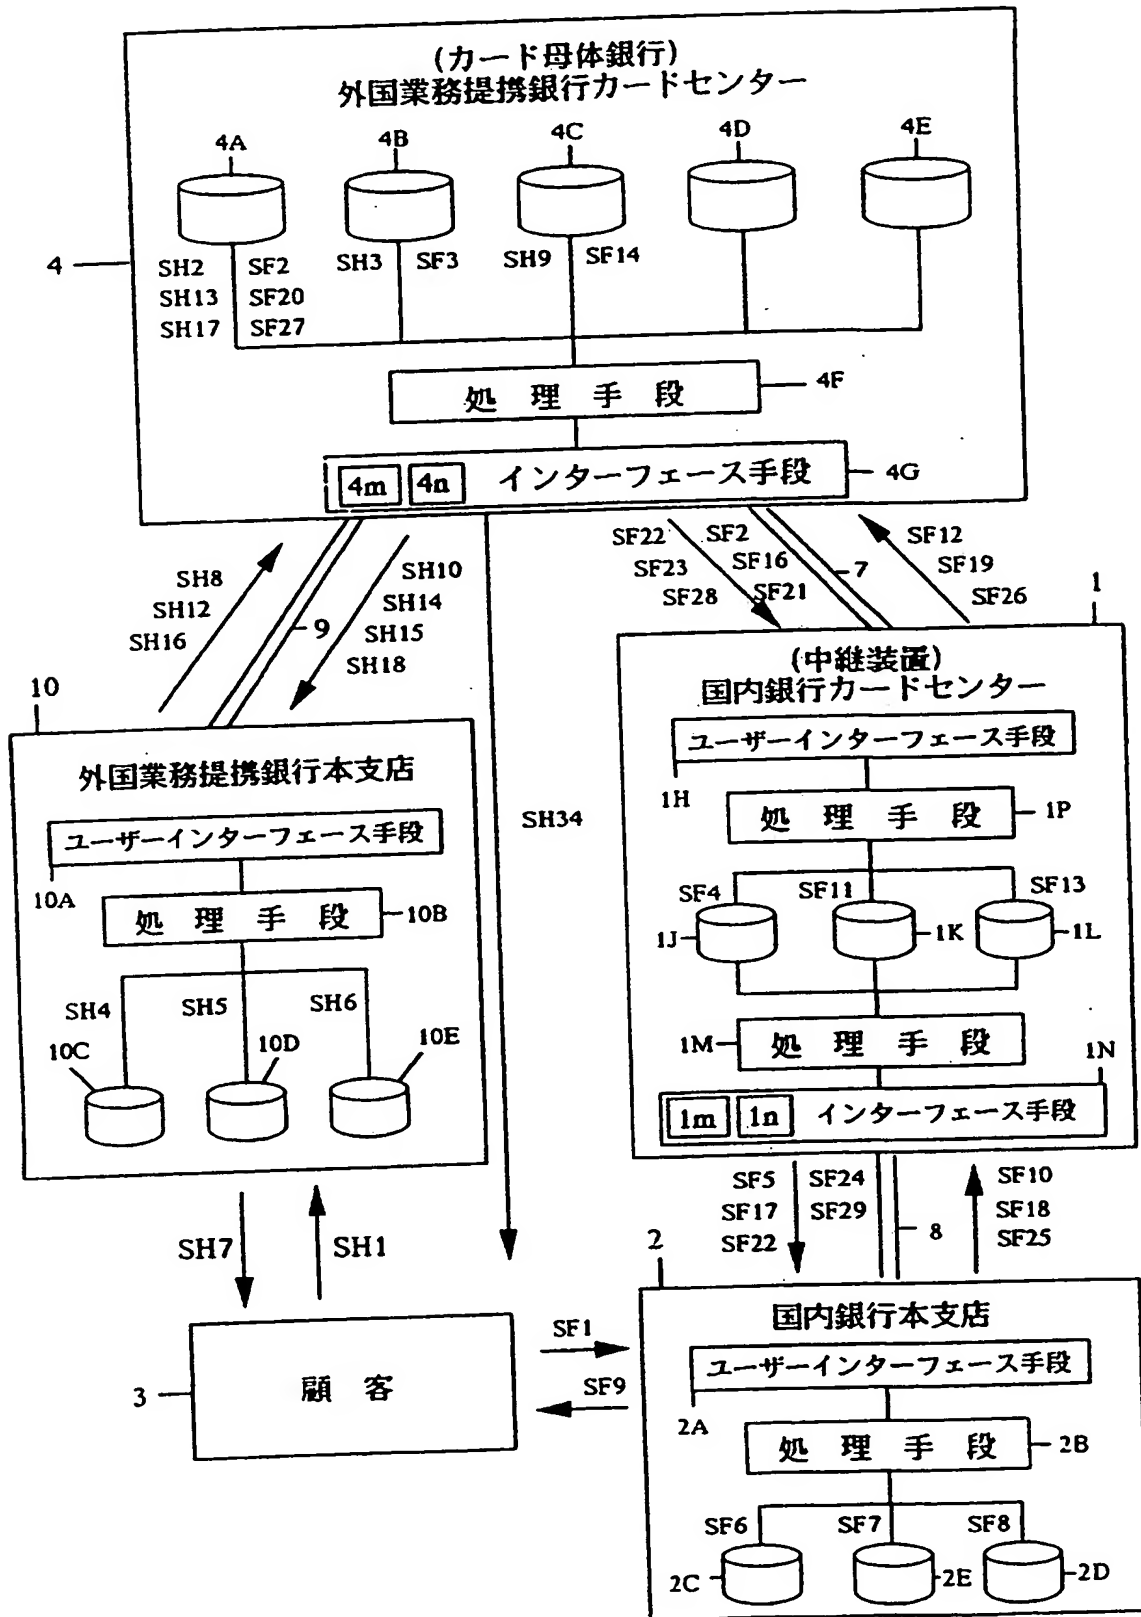 (カード母体銀行)
外国業務提携銀行カードセンター
4A
4B
4C
4D
4E
4
SH2 SF2
SH13 SF20
SH17 SF27
SH3 SF3
SH9 SF14
処理手段
4F
4m 4n インターフェース手段
4G
SH8
SH12
SH16
9
SH10
SH14
SH15
SH18
SF22 SF2
SF23 SF16
SF28 SF21
7
SF12
SF19
SF26
1
10
外国業務提携銀行本支店
ユーザーインターフェース手段
10A
処理手段
10B
SH4
SH5
SH6
10C
10D
10E
SH34
(中継装置)
国内銀行カードセンター
ユーザーインターフェース手段
1H
処理手段
1P
SF4
SF11
SF13
1J
1K
1L
1M
処理手段
1N
1m 1n インターフェース手段
SH7
SH1
SF5 SF24
SF17 SF29
SF22
8
SF10
SF18
SF25
2
3
顧客
SF1
SF9
国内銀行本支店
ユーザーインターフェース手段
2A
処理手段
2B
SF6
SF7
SF8
2C
2E
2D